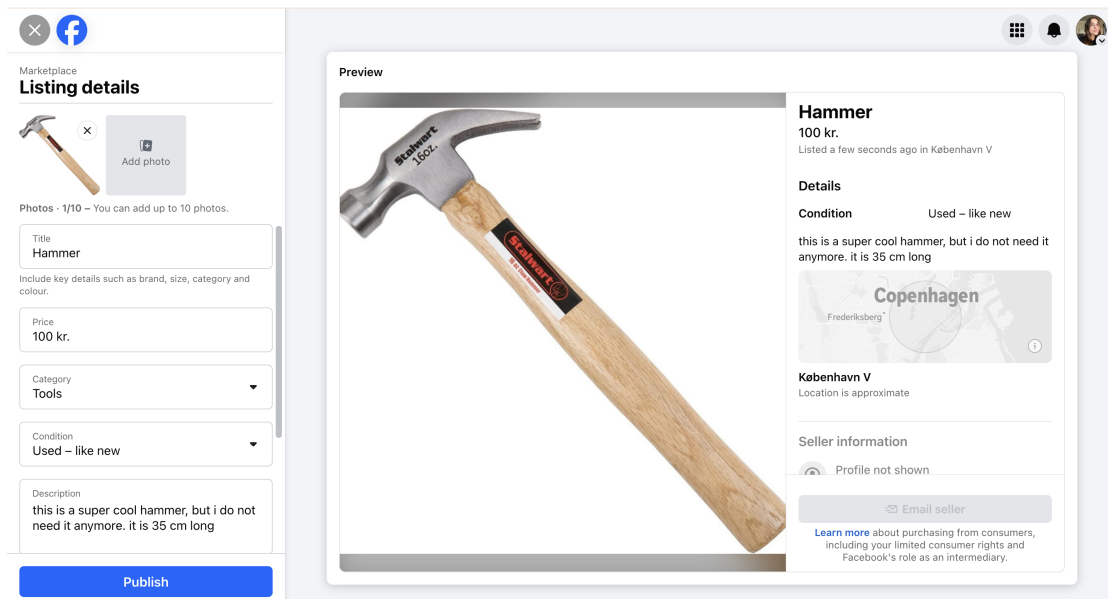 Marketplace
Listing details
Add photo
Photos · 1/10 – You can add up to 10 photos.
Title
Hammer
Include key details such as brand, size, category and
colour.
Price
100 kr.
Category
Tools
Condition
Used – like new
Description
this is a super cool hammer, but i do not
need it anymore. it is 35 cm long
Publish
Preview
Stalwart
16oz.
Stalwart
Hammer
100 kr.
Listed a few seconds ago in København V
Details
Condition
Used – like new
this is a super cool hammer, but i do not need it
anymore. it is 35 cm long
Copenhagen
Frederiksberg
København V
Location is approximate
Seller information
Profile not shown
Email seller
Learn more about purchasing from consumers,
including your limited consumer rights and
Facebook's role as an intermediary.